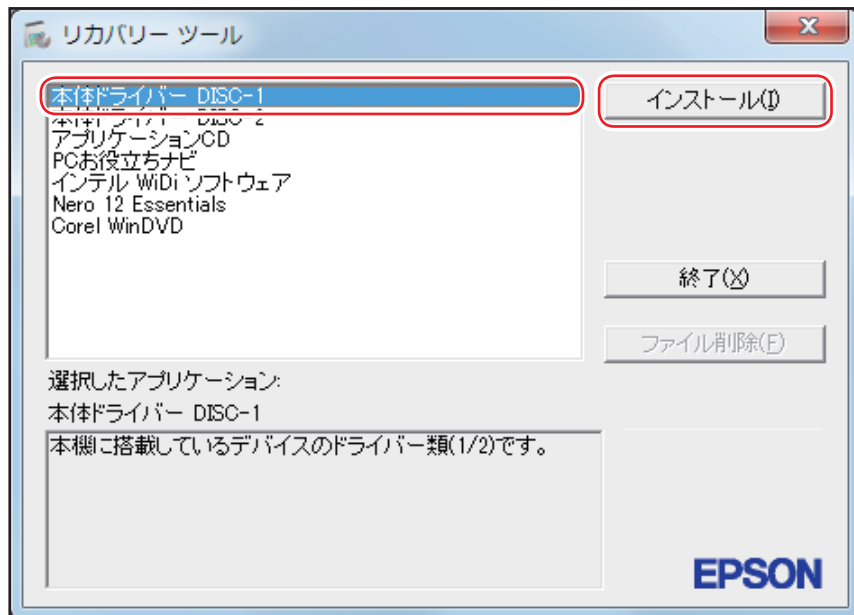 リカバリー ツール
本体ドライバー DISC-1
本体ドライバー DISC-2
アプリケーションCD
PCお役立ちナビ
インテル WiDi ソフトウェア
Nero 12 Essentials
Corel WinDVD
インストール(I)
終了(X)
ファイル削除(F)
選択したアプリケーション:
本体ドライバー DISC-1
本機に搭載しているデバイスのドライバー類(1/2)です。
EPSON